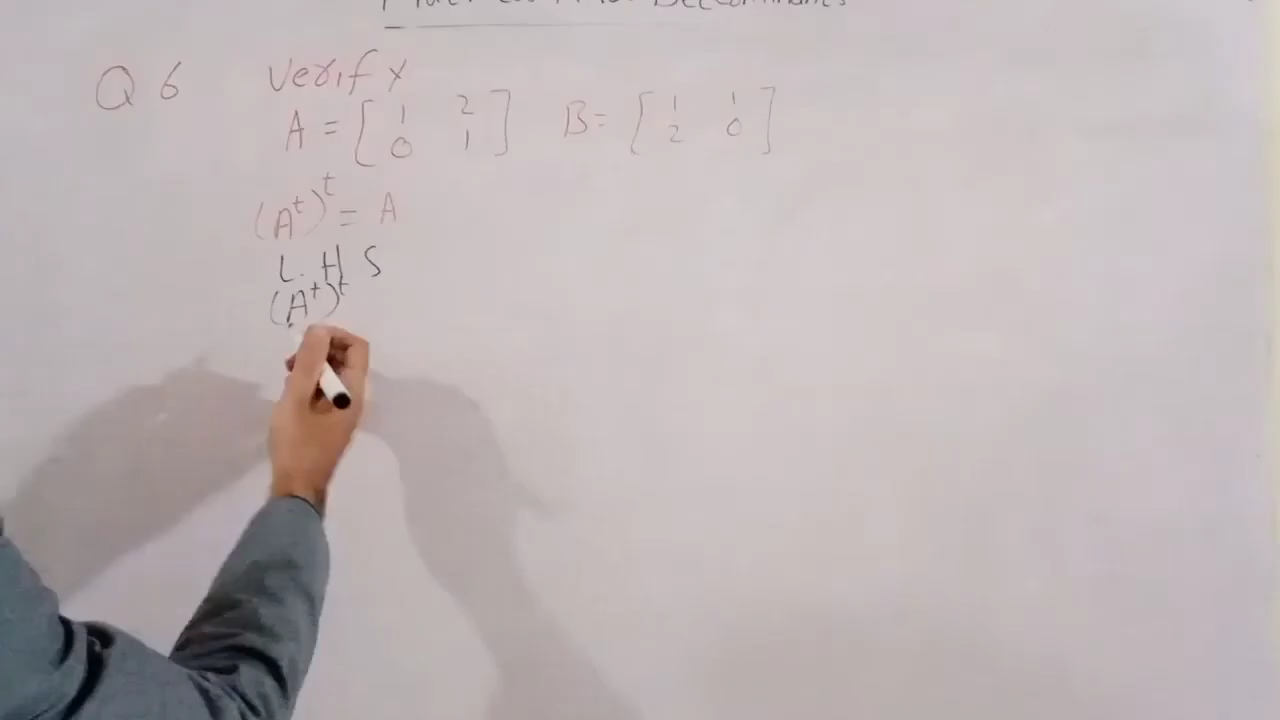 Q 6 Verify
A = [ 1 2 0 1 ] B = [ 1 1 2 0 ]
(A^t)^t = A
L. H S
(A^t)^t